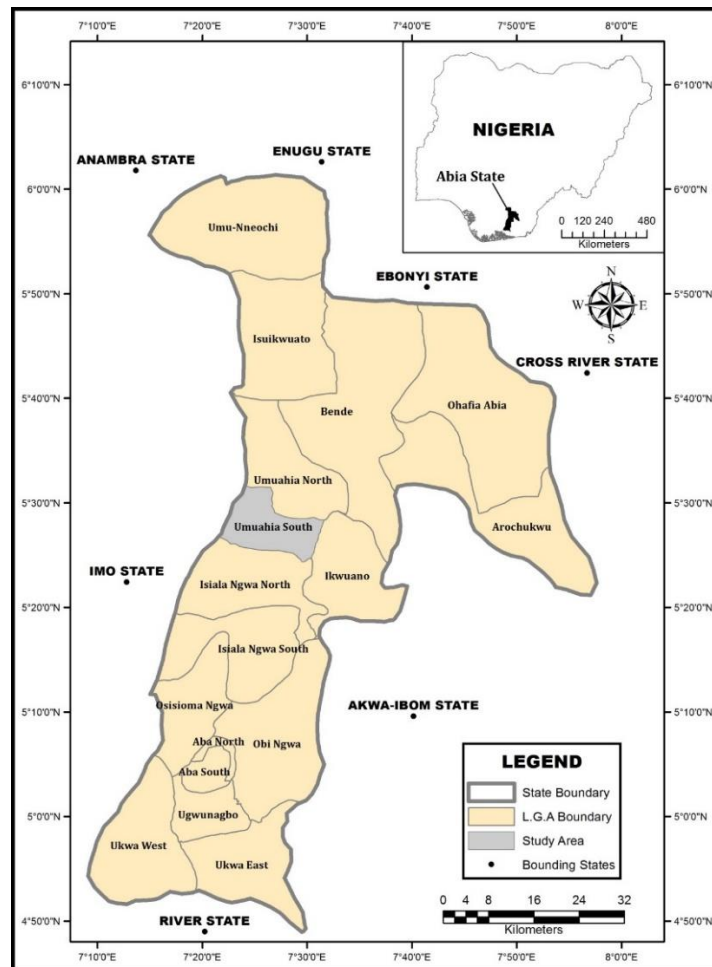 7°10'0"E 7°20'0"E 7°30'0"E 7°40'0"E 7°50'0"E 8°0'0"E
6°10'0"N
6°0'0"N
5°50'0"N
5°40'0"N
5°30'0"N
5°20'0"N
5°10'0"N
5°0'0"N
4°50'0"N
6°10'0"N
6°0'0"N
5°50'0"N
5°40'0"N
5°30'0"N
5°20'0"N
5°10'0"N
5°0'0"N
4°50'0"N
NIGERIA
Abia State
0 120 240 480
Kilometers
N
W E
S
ENUGU STATE
ANAMBRA STATE
EBONYI STATE
CROSS RIVER STATE
IMO STATE
AKWA-IBOM STATE
RIVER STATE
Umu-Nneochi
Isuikwuato
Bende
Ohafia Abia
Umuahia North
Umuahia South
Arochukwu
Ikwuano
Isiala Ngwa North
Isiala Ngwa South
Osisioma Ngwa
Aba North
Obi Ngwa
Aba South
Ugwunagbo
Ukwa West
Ukwa East
LEGEND
State Boundary
L.G.A Boundary
Study Area
Bounding States
0 4 8 16 24 32
Kilometers
7°10'0"E 7°20'0"E 7°30'0"E 7°40'0"E 7°50'0"E 8°0'0"E